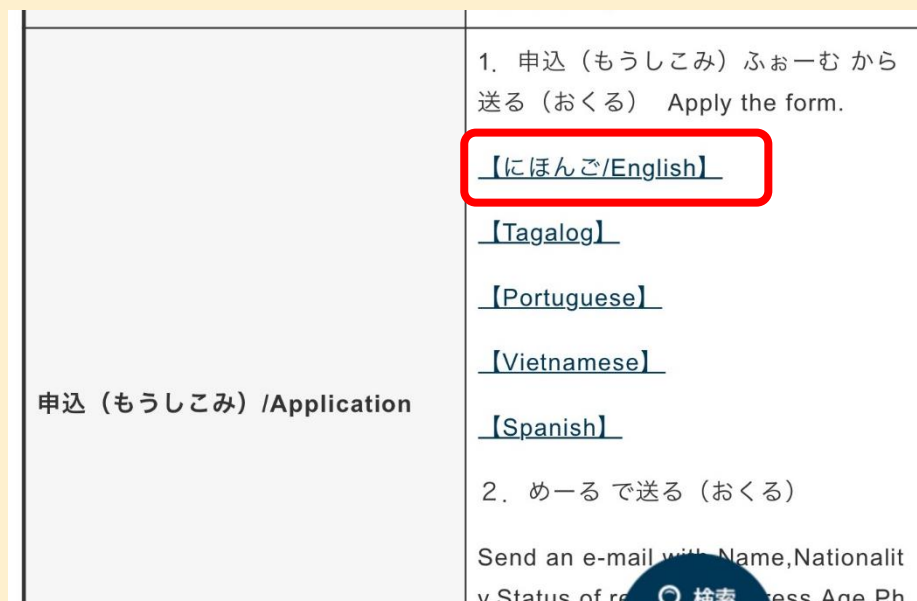 1．申込（もうしこみ）ふぉーむ から
送る（おくる） Apply the form.
【にほんご/English】
【Tagalog】
【Portuguese】
【Vietnamese】
申込（もうしこみ）/Application
【Spanish】
２．めーる で送る（おくる）
Send an e-mail with Name,Nationalit
y,Status of Age,Ph
検索